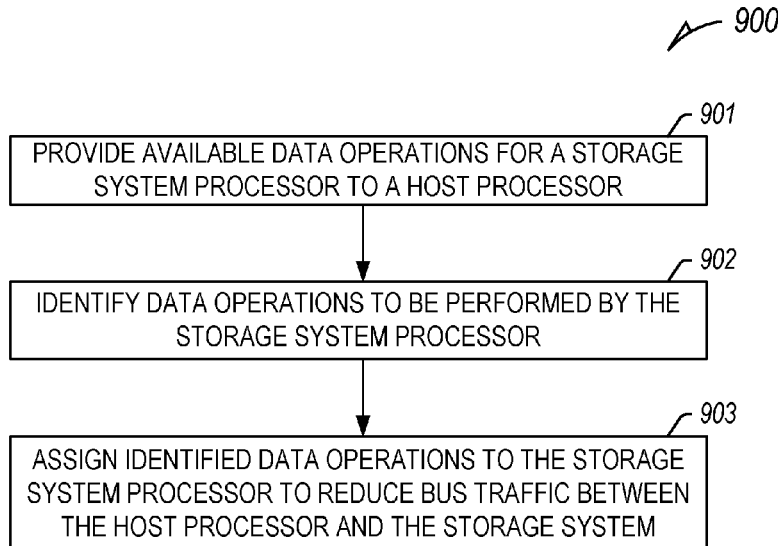 900
901
PROVIDE AVAILABLE DATA OPERATIONS FOR A STORAGE
SYSTEM PROCESSOR TO A HOST PROCESSOR
902
IDENTIFY DATA OPERATIONS TO BE PERFORMED BY THE
STORAGE SYSTEM PROCESSOR
903
ASSIGN IDENTIFIED DATA OPERATIONS TO THE STORAGE
SYSTEM PROCESSOR TO REDUCE BUS TRAFFIC BETWEEN
THE HOST PROCESSOR AND THE STORAGE SYSTEM